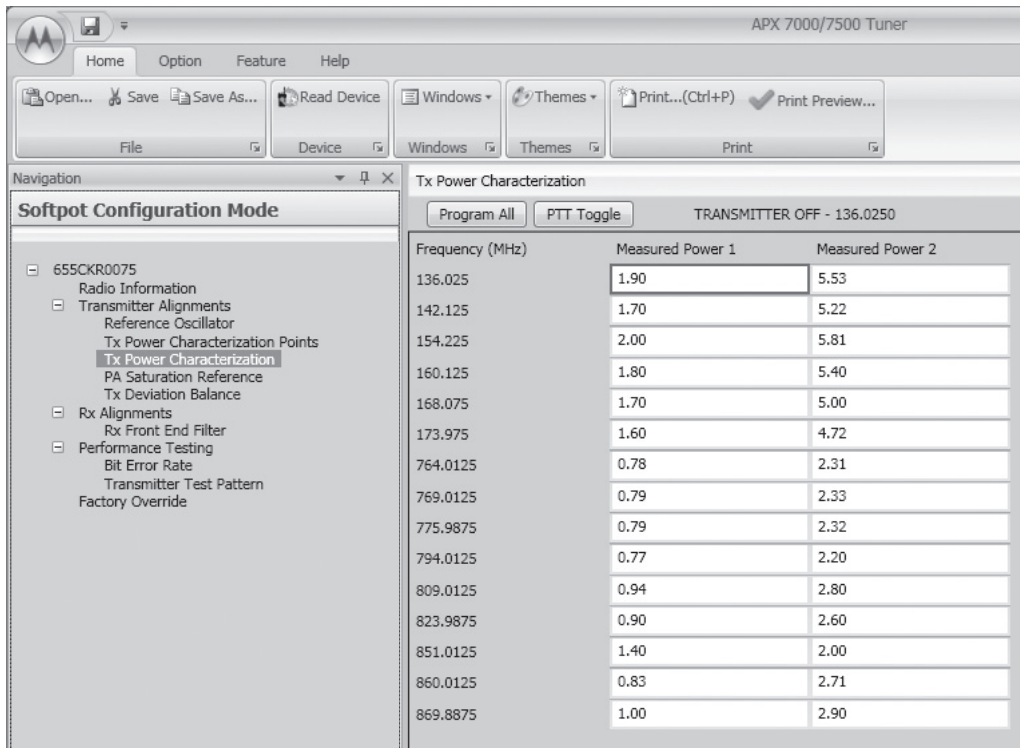 APX 7000/7500 Tuner
Home Option Feature Help
Open... Save Save As... Read Device Windows Themes Print...(Ctrl+P) Print Preview...
File Device Windows Themes Print
Navigation
Softpot Configuration Mode
655CKR0075
Radio Information
Transmitter Alignments
Reference Oscillator
Tx Power Characterization Points
Tx Power Characterization
PA Saturation Reference
Tx Deviation Balance
Rx Alignments
Rx Front End Filter
Performance Testing
Bit Error Rate
Transmitter Test Pattern
Factory Override
Tx Power Characterization
Program All PTT Toggle TRANSMITTER OFF - 136.0250
Frequency (MHz) Measured Power 1 Measured Power 2
136.025 1.90 5.53
142.125 1.70 5.22
154.225 2.00 5.81
160.125 1.80 5.40
168.075 1.70 5.00
173.975 1.60 4.72
764.0125 0.78 2.31
769.0125 0.79 2.33
775.9875 0.79 2.32
794.0125 0.77 2.20
809.0125 0.94 2.80
823.9875 0.90 2.60
851.0125 1.40 2.00
860.0125 0.83 2.71
869.8875 1.00 2.90